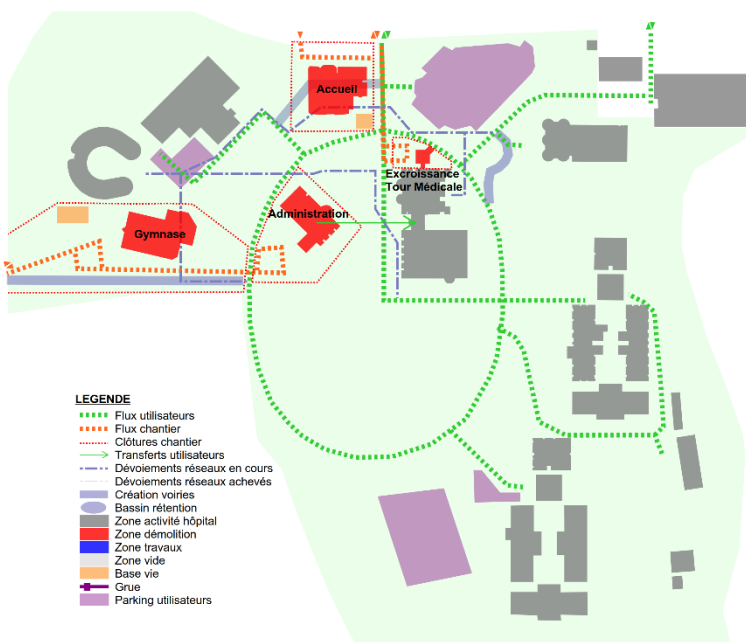 Accueil
Excroissance
Tour Médicale
Administration
Gymnase
LEGENDE
Flux utilisateurs
Flux chantier
Clôtures chantier
Transferts utilisateurs
Dévoiements réseaux en cours
Dévoiements réseaux achevés
Création voiries
Bassin rétention
Zone activité hôpital
Zone démolition
Zone travaux
Zone vide
Base vie
Grue
Parking utilisateurs